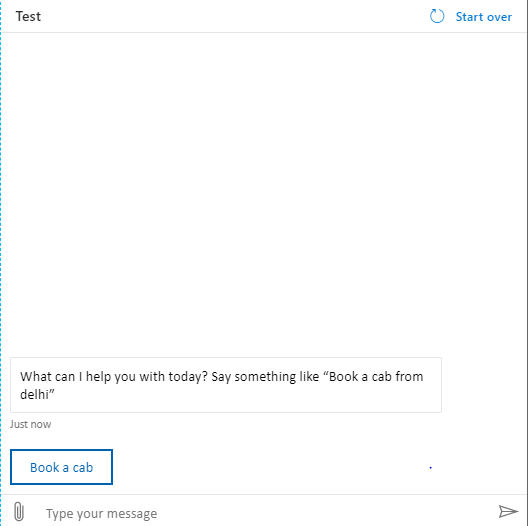 Test
Start over
What can I help you with today? Say something like “Book a cab from
delhi”
Just now
Book a cab
Type your message